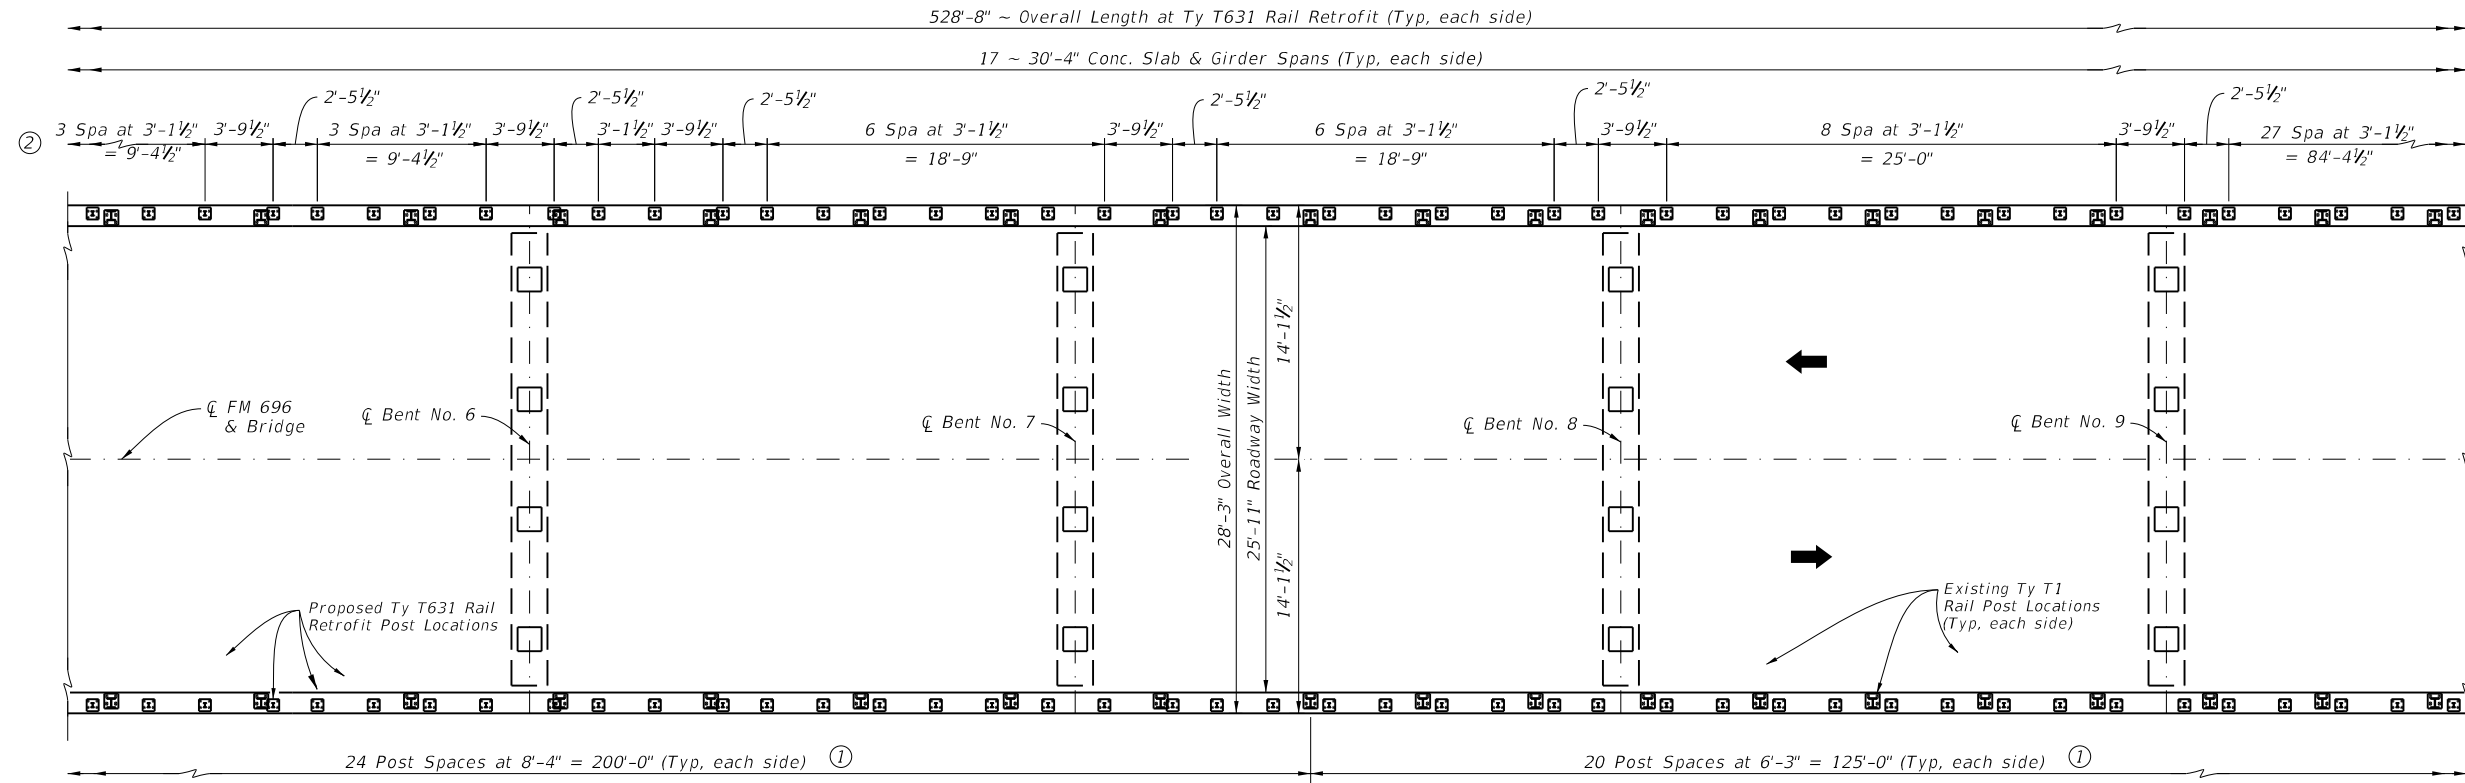 528'-8" ~ Overall Length at Ty T631 Rail Retrofit (Typ, each side)
17 ~ 30'-4" Conc. Slab & Girder Spans (Typ, each side)
2'-5½"
2'-5½"
2'-5½"
2'-5½"
2'-5½"
2'-5½"
②
3 Spa at 3'-1½"
= 9'-4½"
3'-9½"
3 Spa at 3'-1½"
= 9'-4½"
3'-9½"
3'-1½"
3'-9½"
6 Spa at 3'-1½"
= 18'-9"
3'-9½"
6 Spa at 3'-1½"
= 18'-9"
3'-9½"
8 Spa at 3'-1½"
= 25'-0"
3'-9½"
27 Spa at 3'-1½"
= 84'-4½"
28'-3" Overall Width
25'-11" Roadway Width
14'-1½"
14'-1½"
℄ FM 696
& Bridge
℄ Bent No. 6
℄ Bent No. 7
℄ Bent No. 8
℄ Bent No. 9
Proposed Ty T631 Rail
Retrofit Post Locations
Existing Ty T1
Rail Post Locations
(Typ, each side)
24 Post Spaces at 8'-4" = 200'-0" (Typ, each side) ①
20 Post Spaces at 6'-3" = 125'-0" (Typ, each side) ①